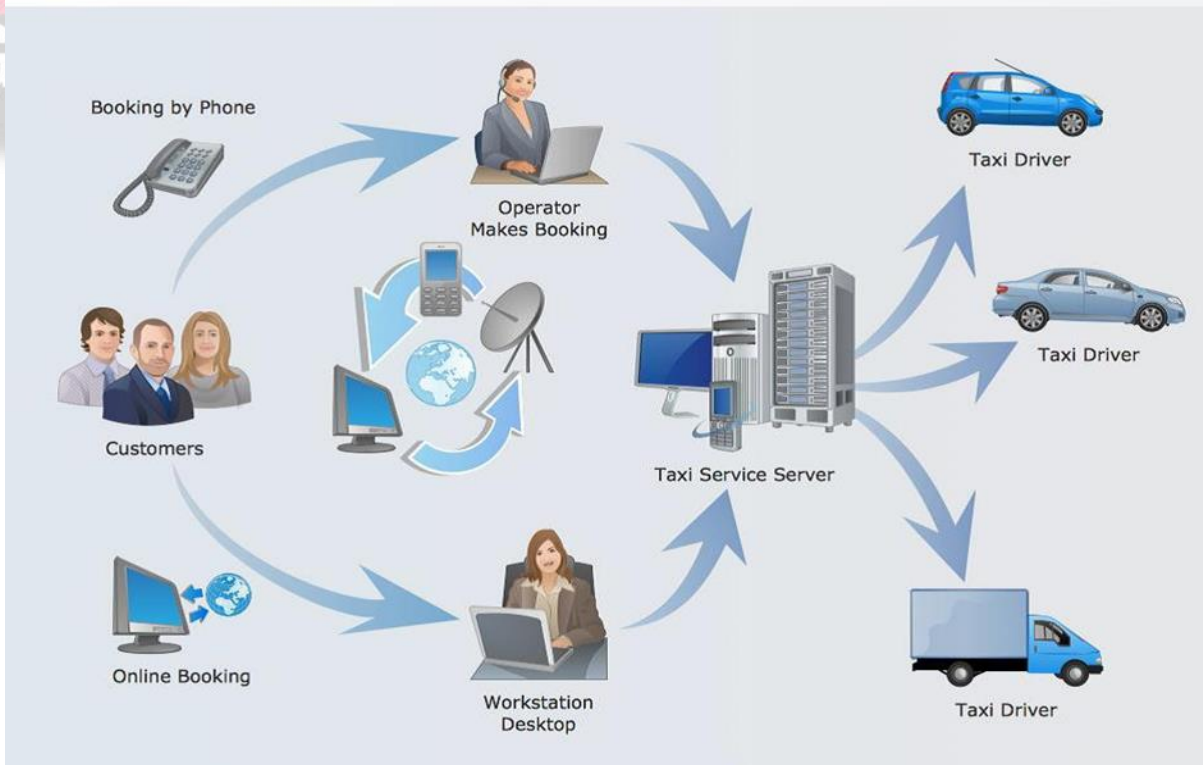 Booking by Phone
Operator
Makes Booking
Taxi Driver
Taxi Driver
Customers
Taxi Service Server
Online Booking
Workstation
Desktop
Taxi Driver